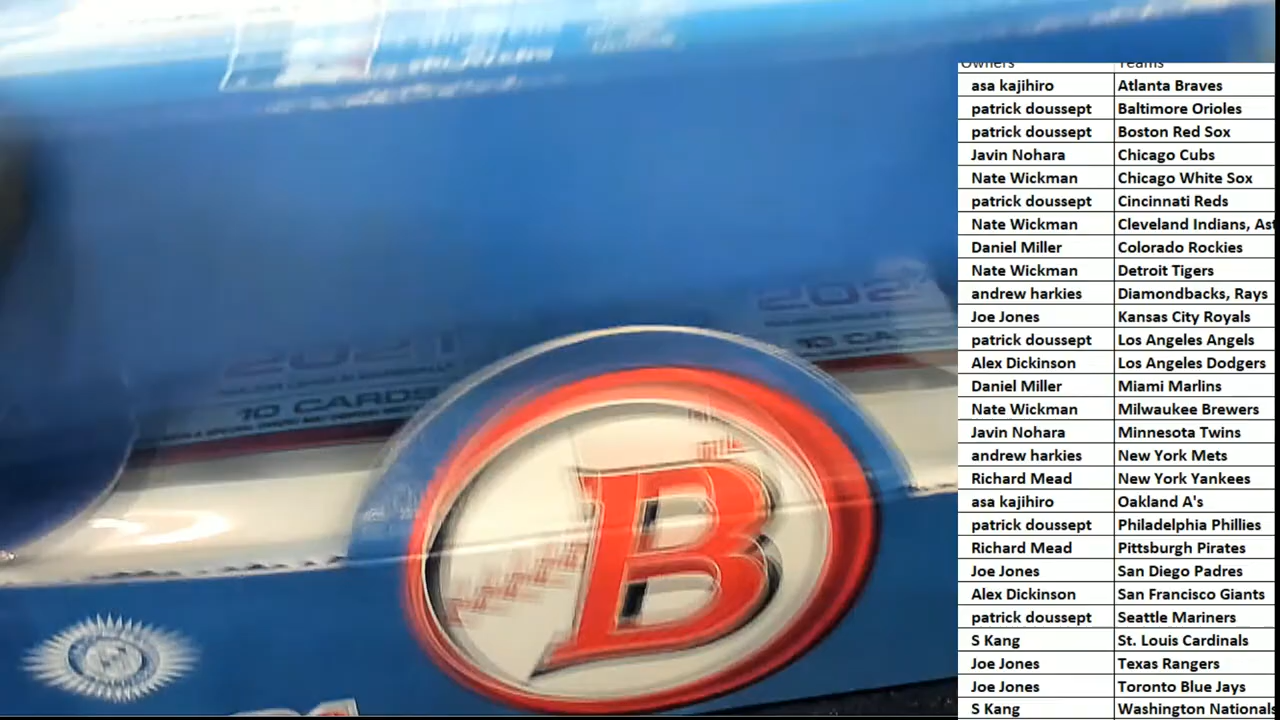 2021
202
10 CARDS
10 CARDS
B
Owners Teams
asa kajihiro Atlanta Braves
patrick doussept Baltimore Orioles
patrick doussept Boston Red Sox
Javin Nohara Chicago Cubs
Nate Wickman Chicago White Sox
patrick doussept Cincinnati Reds
Nate Wickman Cleveland Indians, Ast
Daniel Miller Colorado Rockies
Nate Wickman Detroit Tigers
andrew harkies Diamondbacks, Rays
Joe Jones Kansas City Royals
patrick doussept Los Angeles Angels
Alex Dickinson Los Angeles Dodgers
Daniel Miller Miami Marlins
Nate Wickman Milwaukee Brewers
Javin Nohara Minnesota Twins
andrew harkies New York Mets
Richard Mead New York Yankees
asa kajihiro Oakland A's
patrick doussept Philadelphia Phillies
Richard Mead Pittsburgh Pirates
Joe Jones San Diego Padres
Alex Dickinson San Francisco Giants
patrick doussept Seattle Mariners
S Kang St. Louis Cardinals
Joe Jones Texas Rangers
Joe Jones Toronto Blue Jays
S Kang Washington Nationals